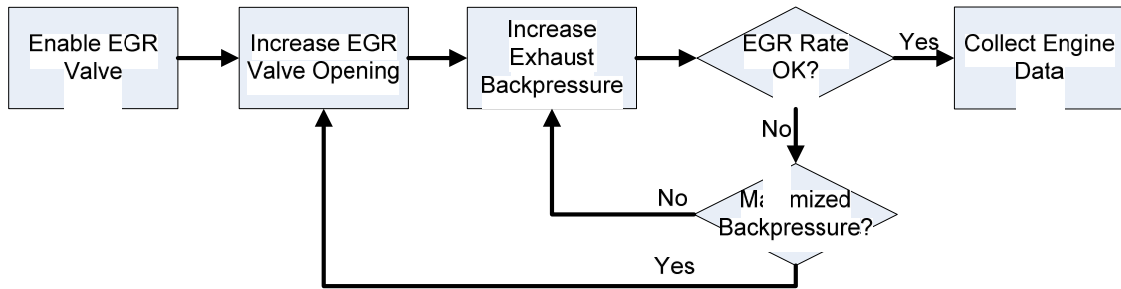 Enable EGR
Valve
Increase EGR
Valve Opening
Increase
Exhaust
Backpressure
EGR Rate
OK?
Yes
Collect Engine
Data
No
No
Maximized
Backpressure?
Yes